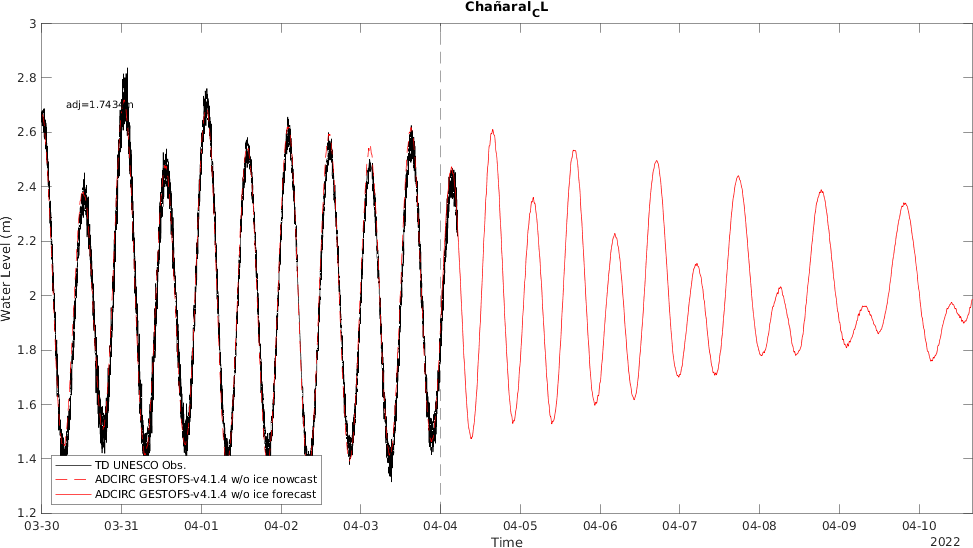 Chañaral_CL
3
2.8
adj=1.7434m
2.6
2.4
2.2
Water Level (m)
2
1.8
1.6
1.4
TD UNESCO Obs.
ADCIRC GESTOFS-v4.1.4 w/o ice nowcast
ADCIRC GESTOFS-v4.1.4 w/o ice forecast
1.2
03-30 03-31 04-01 04-02 04-03 04-04 04-05 04-06 04-07 04-08 04-09 04-10
Time
2022